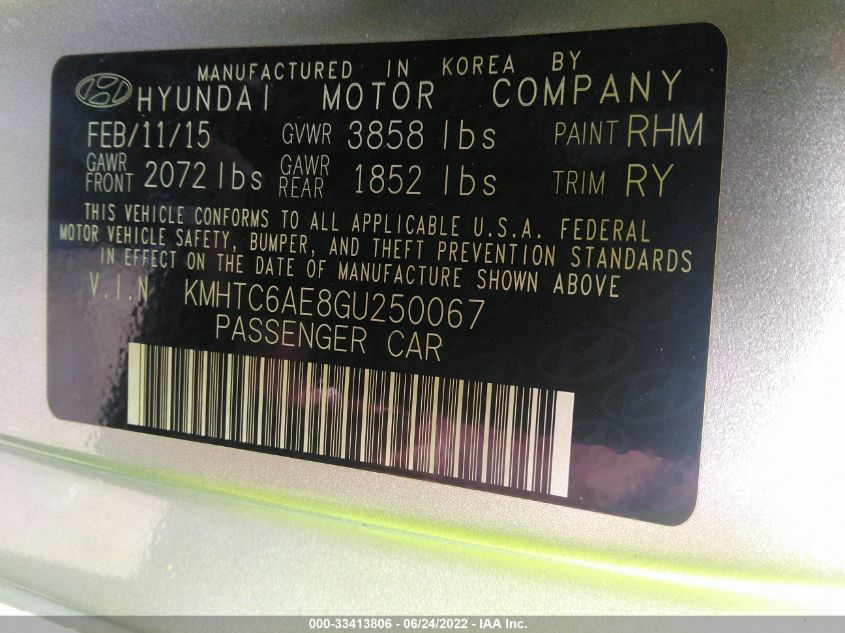 MANUFACTURED IN KOREA BY
HYUNDAI MOTOR COMPANY
FEB/11/15 GVWR 3858 lbs PAINT RHM
GAWR FRONT 2072 lbs GAWR REAR 1852 lbs TRIM RY
THIS VEHICLE CONFORMS TO ALL APPLICABLE U.S.A. FEDERAL
MOTOR VEHICLE SAFETY, BUMPER, AND THEFT PREVENTION STANDARDS
IN EFFECT ON THE DATE OF MANUFACTURE SHOWN ABOVE
V.I.N KMHTC6AE8GU250067
PASSENGER CAR
000-33413806 - 06/24/2022 - IAA Inc.